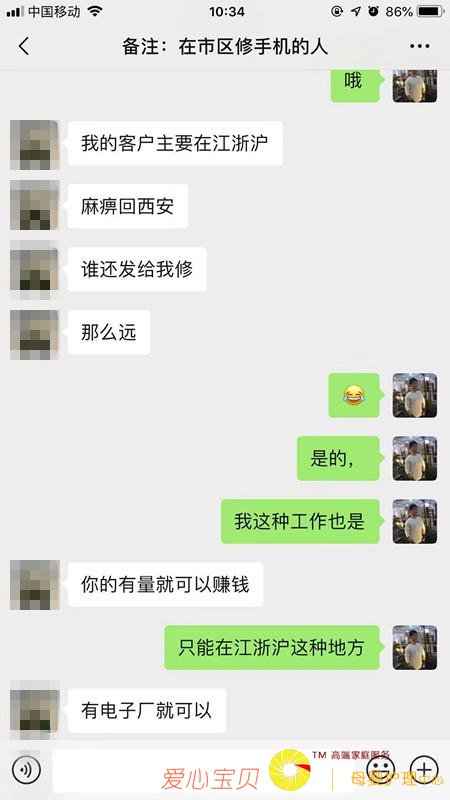 中国移动
10:34
86%
备注：在市区修手机的人
哦
我的客户主要在江浙沪
麻痹回西安
谁还发给我修
那么远
是的，
我这种工作也是
你的有量就可以赚钱
只能在江浙沪这种地方
有电子厂就可以
TM 高端家庭服务
爱心宝贝
母婴护理中心